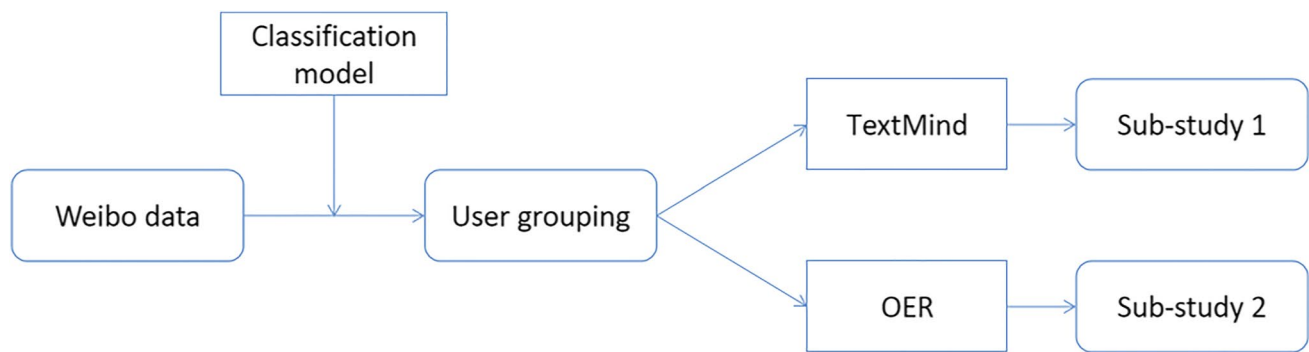 Classification
model
Weibo data
User grouping
TextMind
Sub-study 1
OER
Sub-study 2